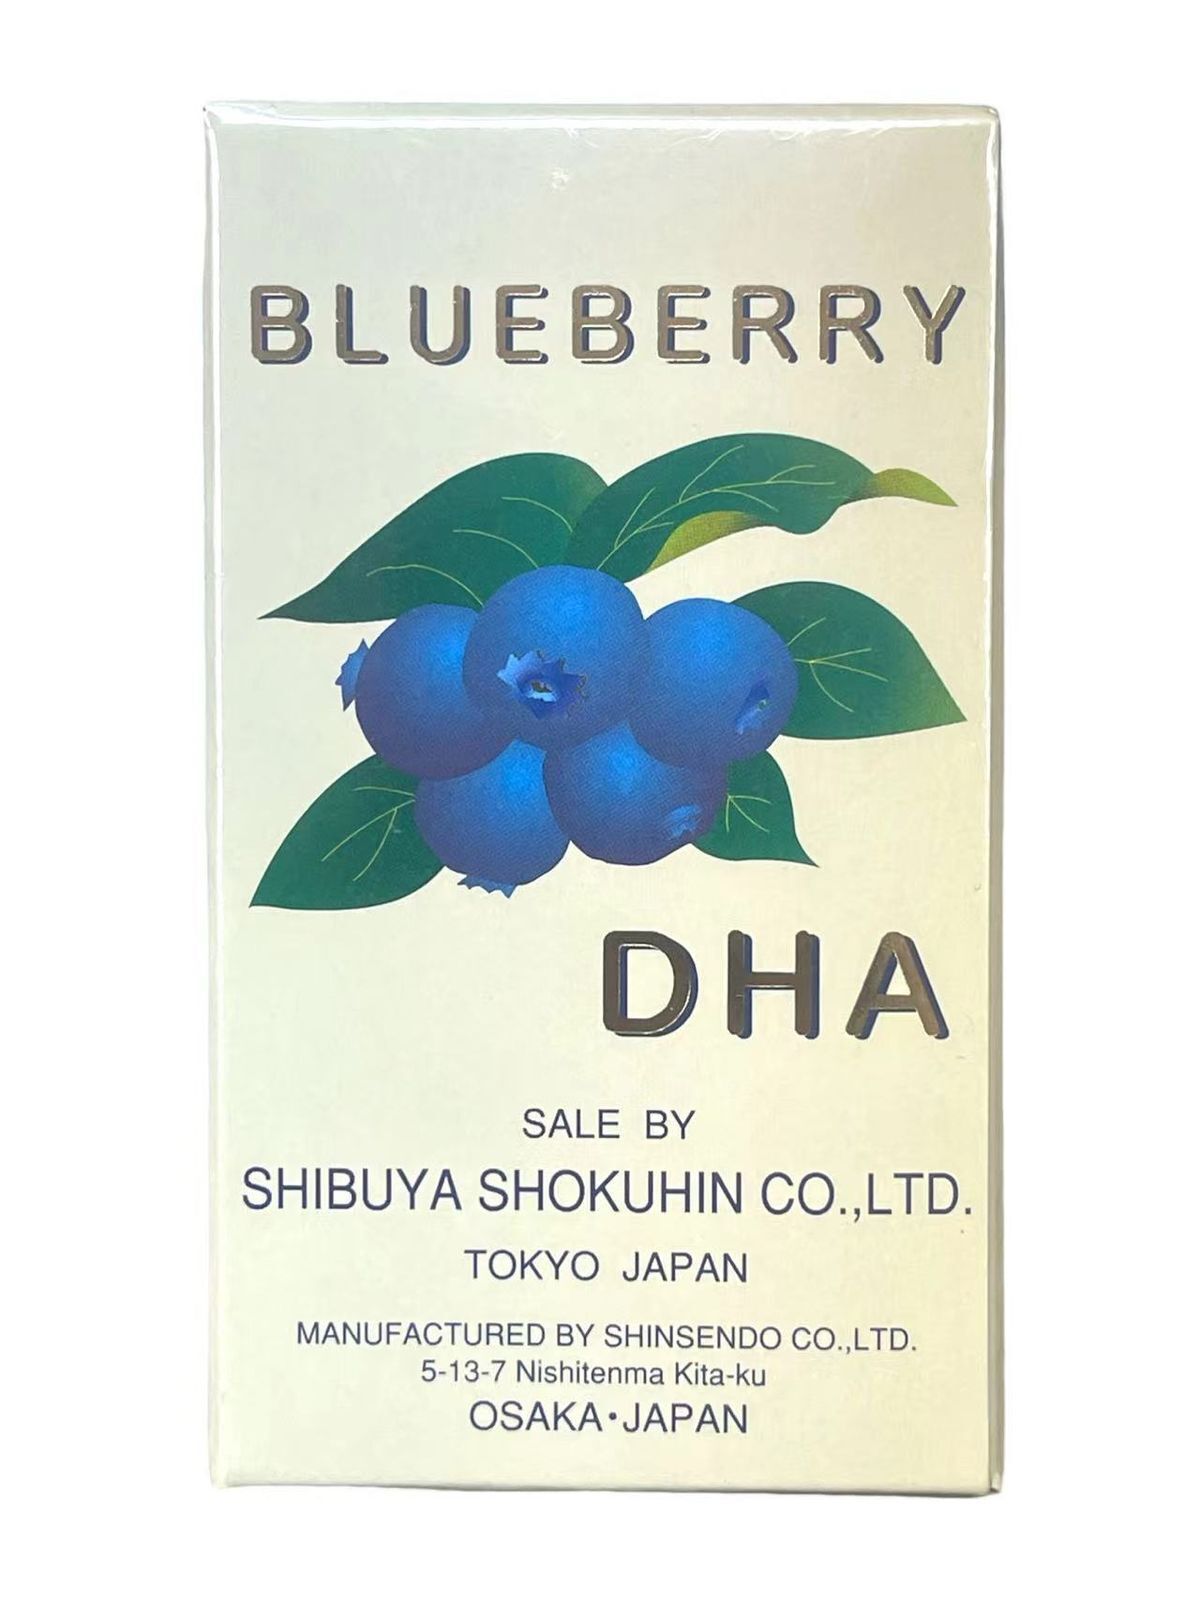 BLUEBERRY
DHA
SALE BY
SHIBUYA SHOKUHIN CO.,LTD.
TOKYO JAPAN
MANUFACTURED BY SHINSENDO CO.,LTD.
5-13-7 Nishitenma Kita-ku
OSAKA・JAPAN